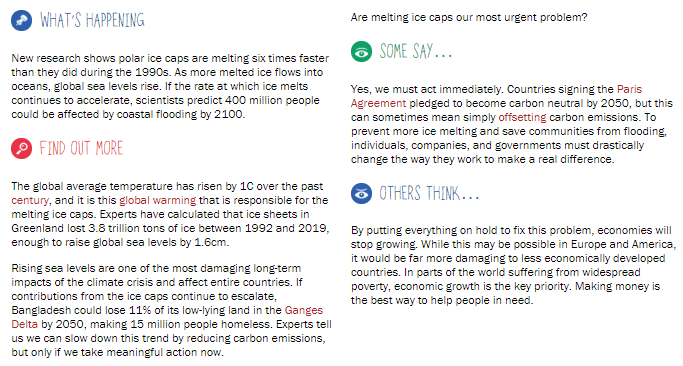 WHAT'S HAPPENING
New research shows polar ice caps are melting six times faster
than they did during the 1990s. As more melted ice flows into
oceans, global sea levels rise. If the rate at which ice melts
continues to accelerate, scientists predict 400 million people
could be affected by coastal flooding by 2100.
FIND OUT MORE
The global average temperature has risen by 1C over the past
century, and it is this global warming that is responsible for the
melting ice caps. Experts have calculated that ice sheets in
Greenland lost 3.8 trillion tons of ice between 1992 and 2019,
enough to raise global sea levels by 1.6cm.
Rising sea levels are one of the most damaging long-term
impacts of the climate crisis and affect entire countries. If
contributions from the ice caps continue to escalate,
Bangladesh could lose 11% of its low-lying land in the Ganges
Delta by 2050, making 15 million people homeless. Experts tell
us we can slow down this trend by reducing carbon emissions,
but only if we take meaningful action now.
Are melting ice caps our most urgent problem?
SOME SAY...
Yes, we must act immediately. Countries signing the Paris
Agreement pledged to become carbon neutral by 2050, but this
can sometimes mean simply offsetting carbon emissions. To
prevent more ice melting and save communities from flooding,
individuals, companies, and governments must drastically
change the way they work to make a real difference.
OTHERS THINK...
By putting everything on hold to fix this problem, economies will
stop growing. While this may be possible in Europe and America,
it would be far more damaging to less economically developed
countries. In parts of the world suffering from widespread
poverty, economic growth is the key priority. Making money is
the best way to help people in need.